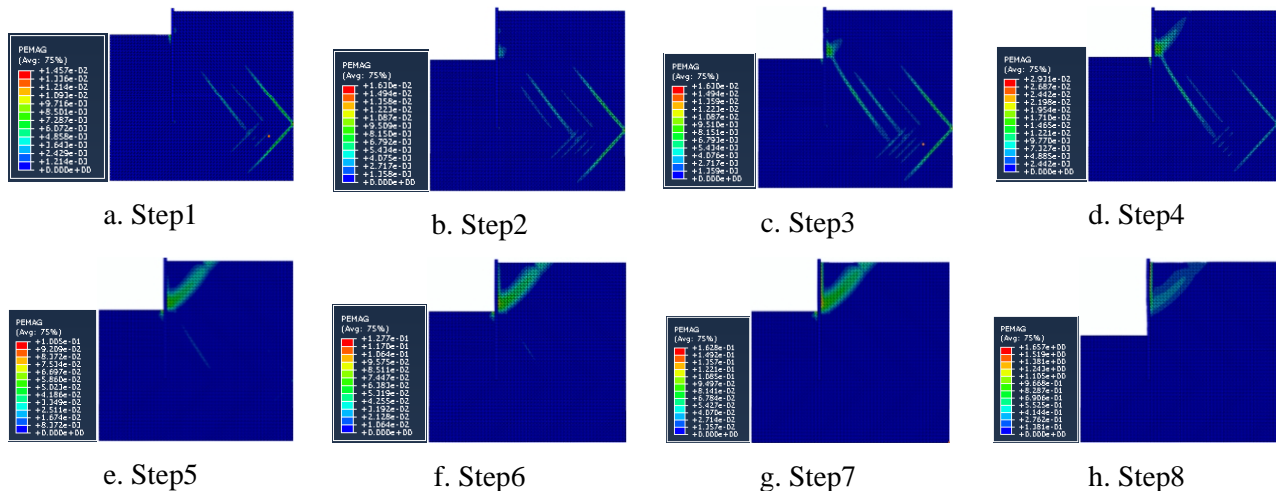 PEMAG
(Avg: 75%)
+1.457e-02
+1.336e-02
+1.214e-02
+1.093e-02
+9.716e-03
+8.501e-03
+7.287e-03
+6.072e-03
+4.858e-03
+3.643e-03
+2.429e-03
+1.214e-03
+0.000e+00
a. Step1
PEMAG
(Avg: 75%)
+1.630e-02
+1.494e-02
+1.358e-02
+1.223e-02
+1.087e-02
+9.509e-03
+8.150e-03
+6.792e-03
+5.434e-03
+4.075e-03
+2.717e-03
+1.358e-03
+0.000e+00
b. Step2
PEMAG
(Avg: 75%)
+1.630e-02
+1.494e-02
+1.359e-02
+1.223e-02
+1.087e-02
+9.510e-03
+8.151e-03
+6.793e-03
+5.434e-03
+4.076e-03
+2.717e-03
+1.359e-03
+0.000e+00
c. Step3
PEMAG
(Avg: 75%)
+2.931e-02
+2.687e-02
+2.442e-02
+2.198e-02
+1.954e-02
+1.710e-02
+1.465e-02
+1.221e-02
+9.770e-03
+7.327e-03
+4.885e-03
+2.442e-03
+0.000e+00
d. Step4
PEMAG
(Avg: 75%)
+1.005e-01
+9.209e-02
+8.372e-02
+7.534e-02
+6.697e-02
+5.860e-02
+5.023e-02
+4.186e-02
+3.349e-02
+2.511e-02
+1.674e-02
+8.372e-03
+0.000e+00
e. Step5
PEMAG
(Avg: 75%)
+1.277e-01
+1.170e-01
+1.064e-01
+9.575e-02
+8.511e-02
+7.447e-02
+6.383e-02
+5.319e-02
+4.255e-02
+3.192e-02
+2.128e-02
+1.064e-02
+0.000e+00
f. Step6
PEMAG
(Avg: 75%)
+1.628e-01
+1.492e-01
+1.357e-01
+1.221e-01
+1.085e-01
+9.497e-02
+8.141e-02
+6.784e-02
+5.427e-02
+4.070e-02
+2.714e-02
+1.357e-02
+0.000e+00
g. Step7
PEMAG
(Avg: 75%)
+1.657e+00
+1.519e+00
+1.381e+00
+1.243e+00
+1.105e+00
+9.668e-01
+8.287e-01
+6.906e-01
+5.525e-01
+4.144e-01
+2.762e-01
+1.381e-01
+0.000e+00
h. Step8